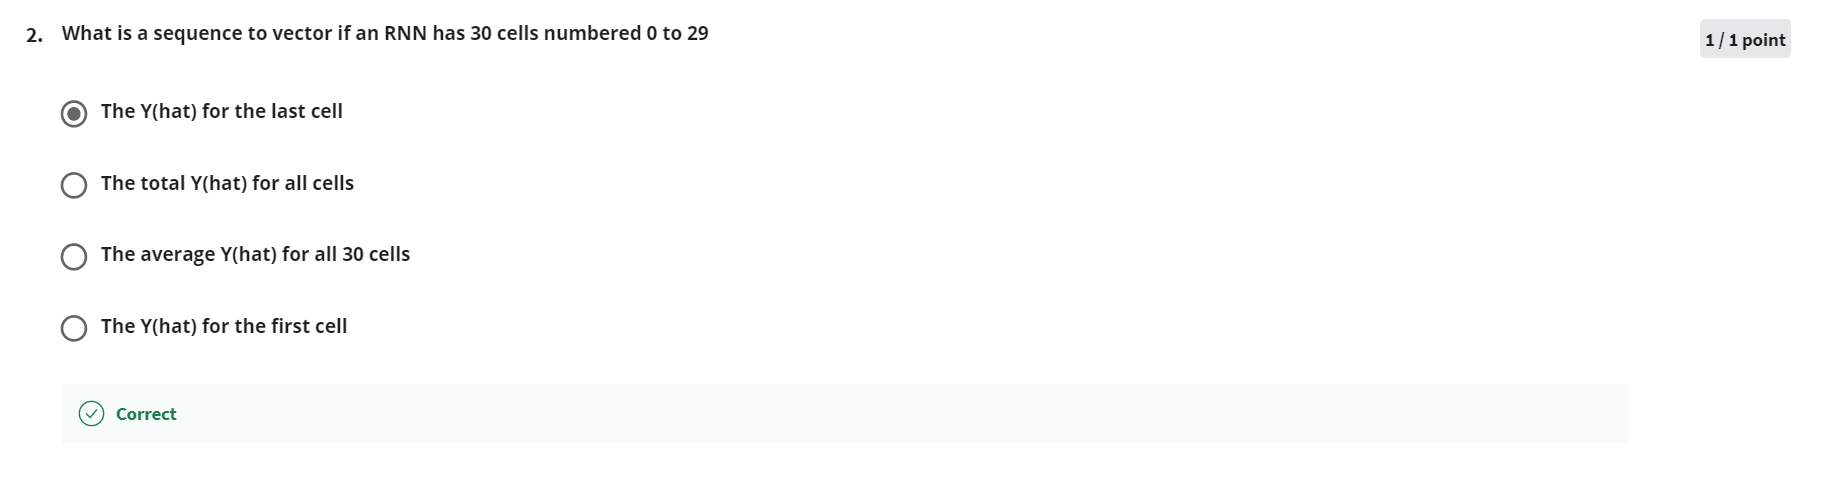 2. What is a sequence to vector if an RNN has 30 cells numbered 0 to 29
1 / 1 point
The Y(hat) for the last cell
The total Y(hat) for all cells
The average Y(hat) for all 30 cells
The Y(hat) for the first cell
Correct